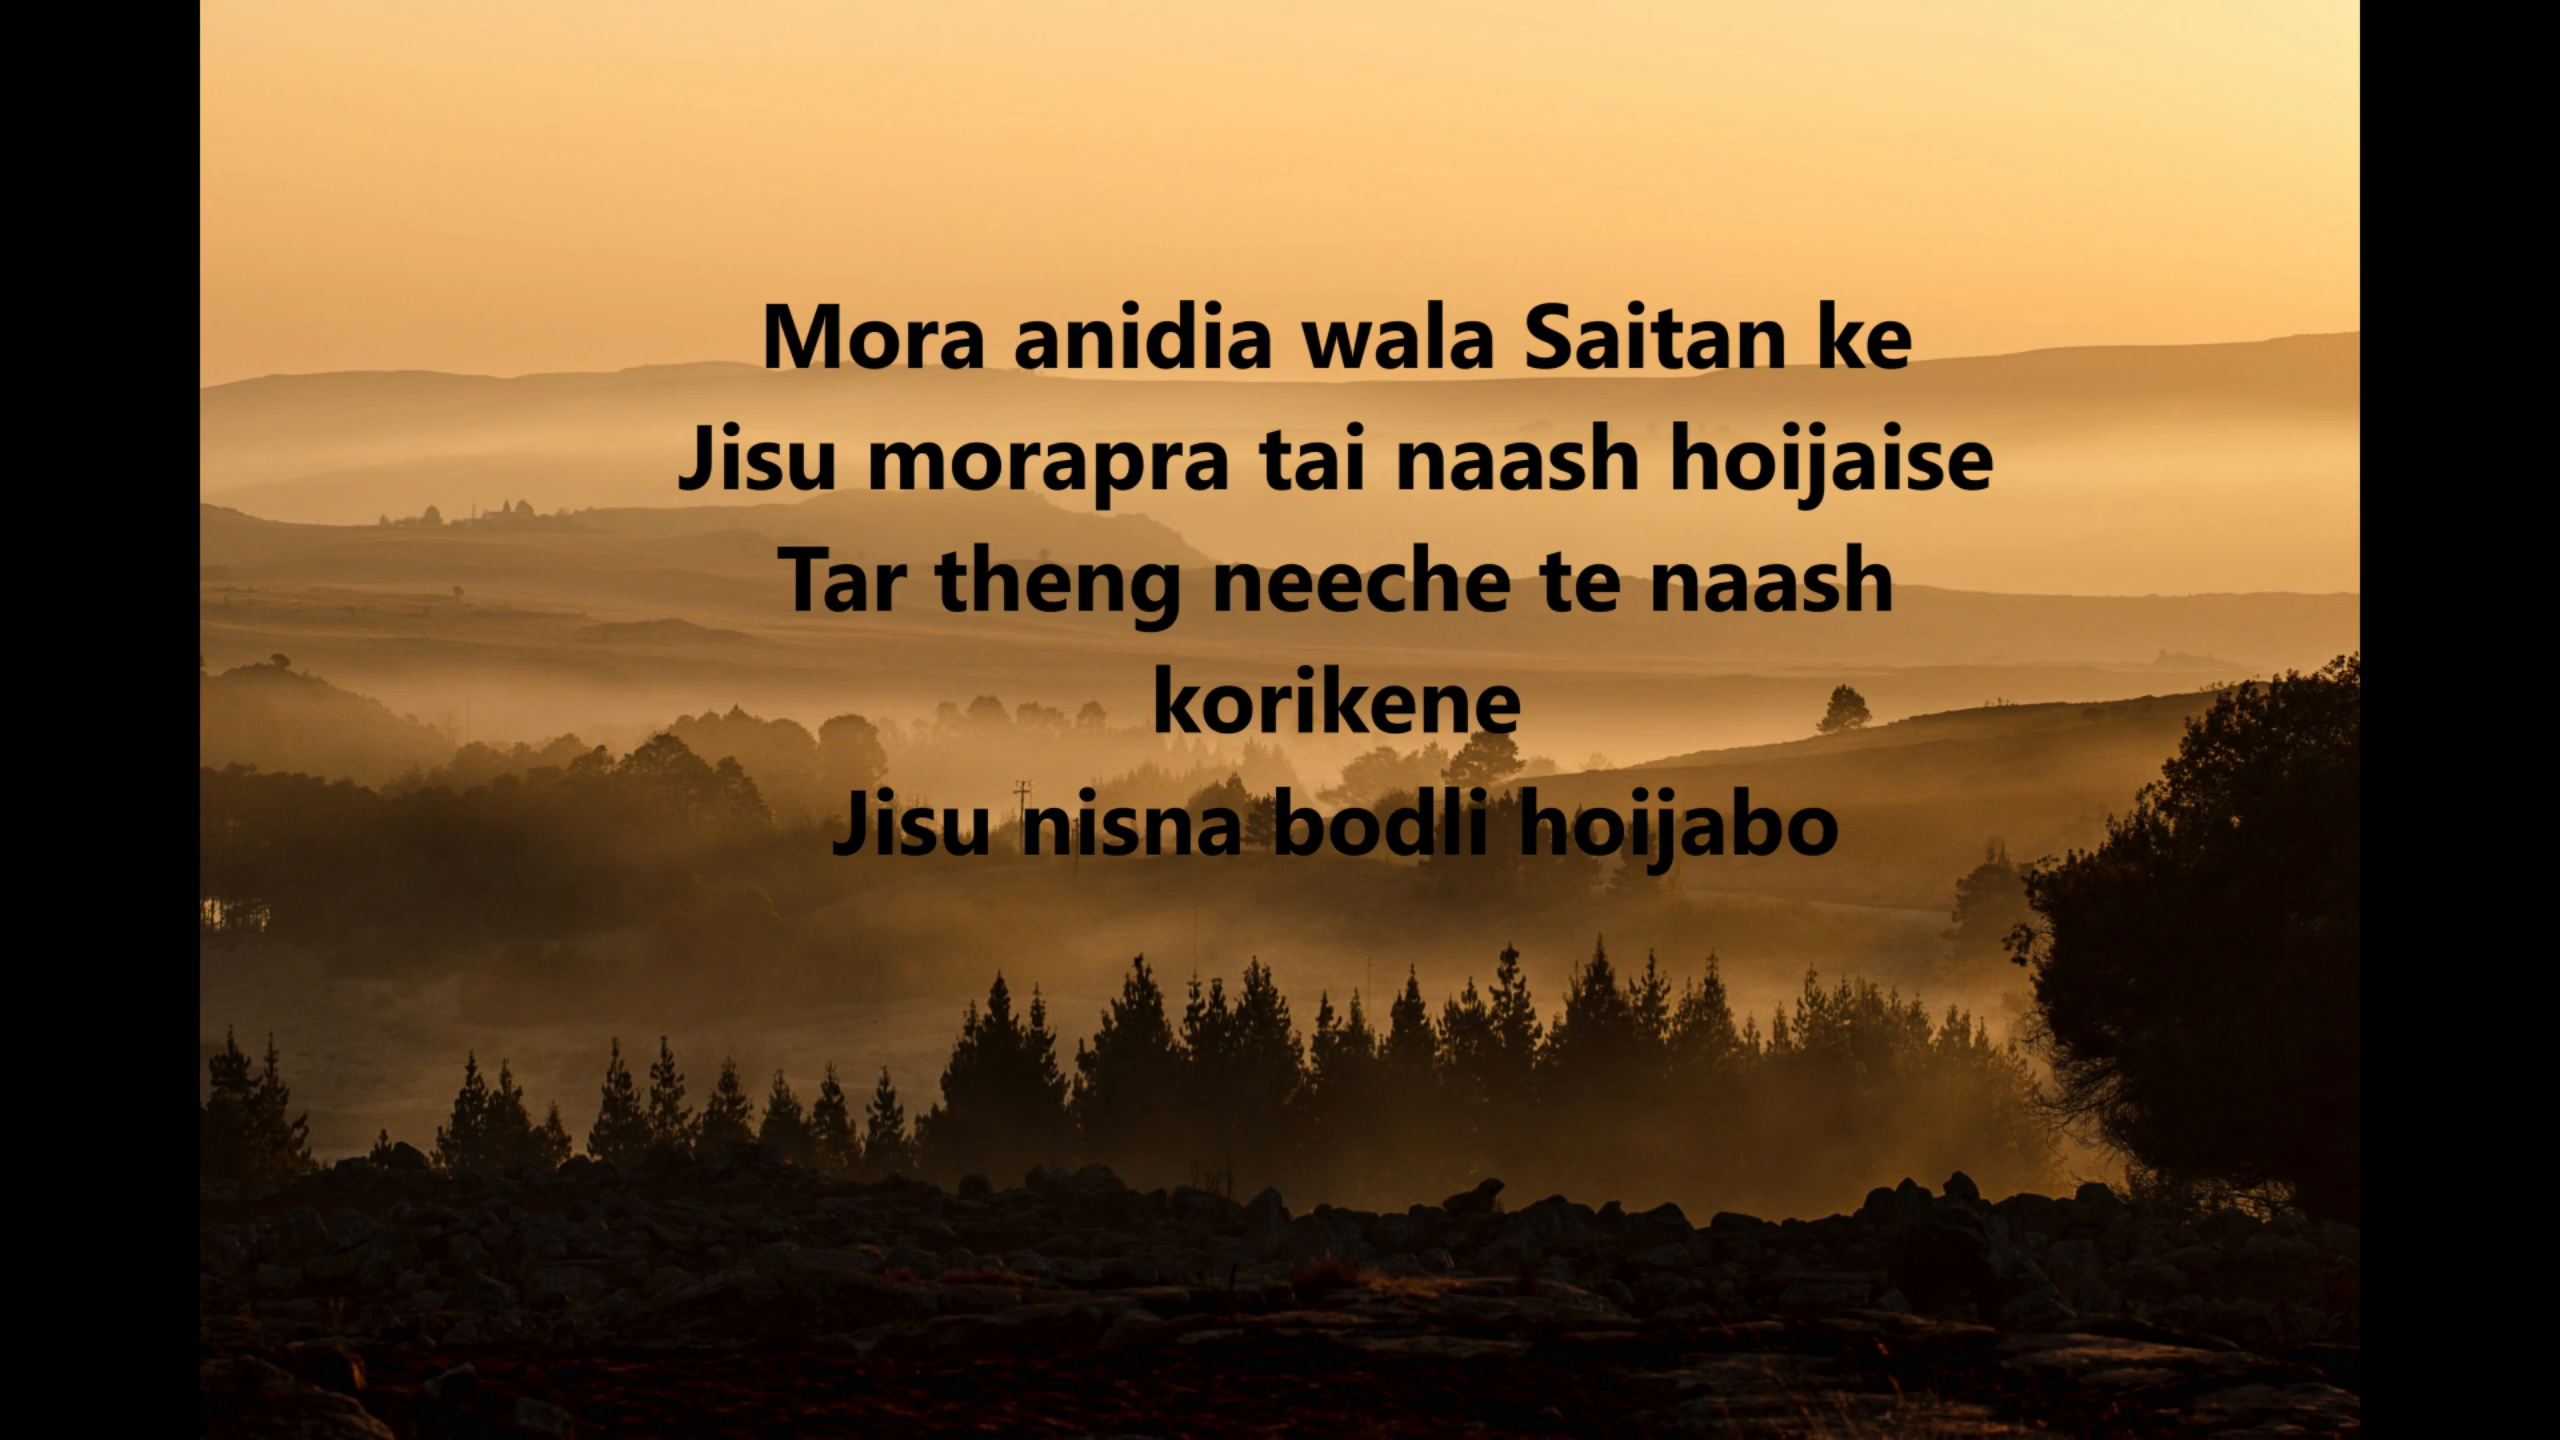 Mora anidia wala Saitan ke
Jisu morapra tai naash hoijaise
Tar theng neeche te naash
korikene
Jisu nisna bodli hoijabo